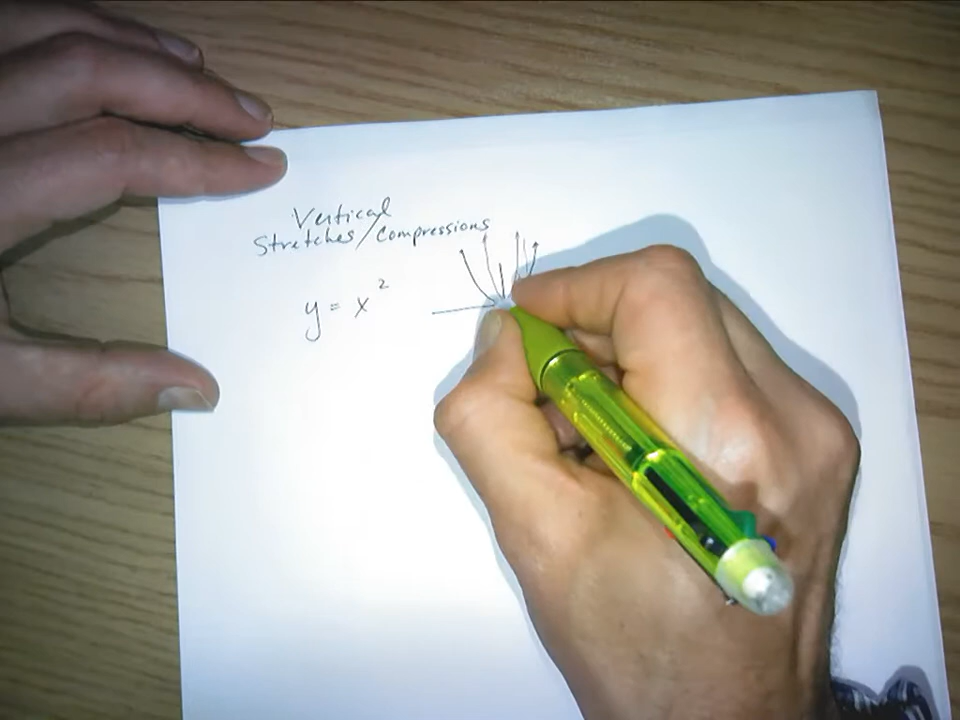 Vertical
Stretches/Compressions
y = x²